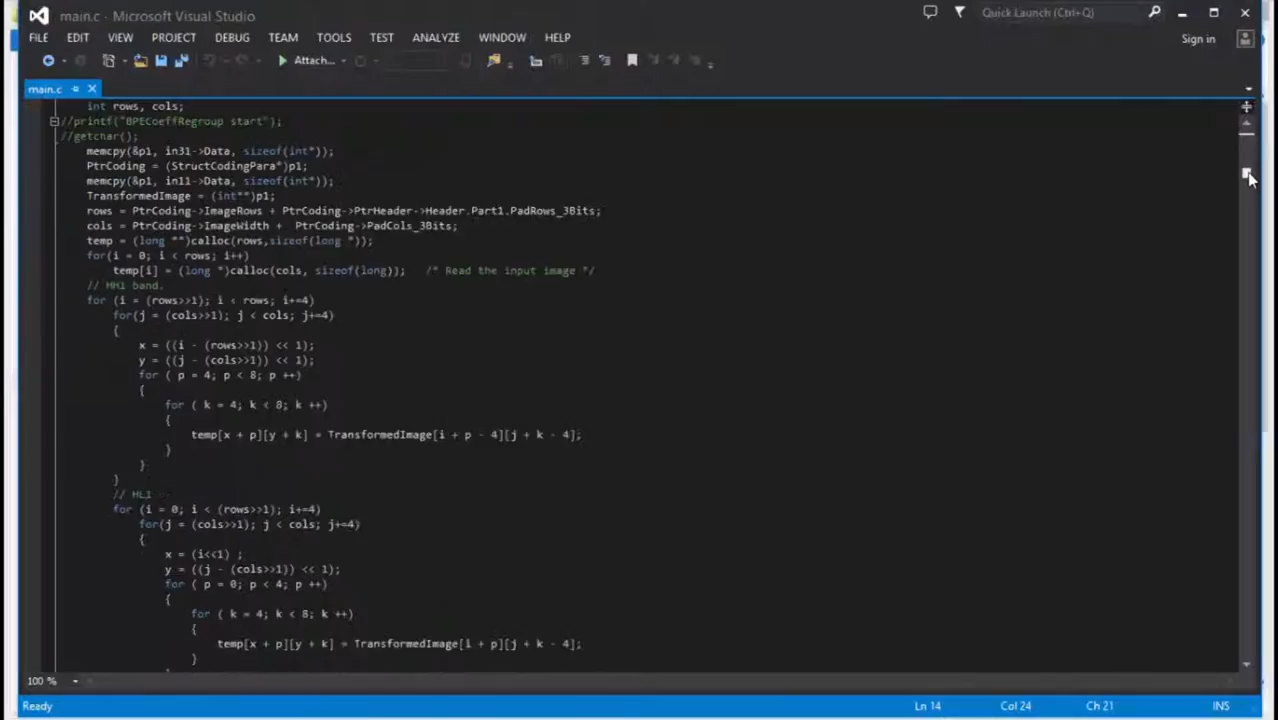 main.c - Microsoft Visual Studio
Quick Launch (Ctrl+Q)
FILE EDIT VIEW PROJECT DEBUG TEAM TOOLS TEST ANALYZE WINDOW HELP
Sign in
Attach...
main.c
int rows, cols;
//printf("BPECoeffRegroup start");
//getchar();
memcpy(&p1, in31->Data, sizeof(int*));
PtrCoding = (StructCodingPara*)p1;
memcpy(&p1, in11->Data, sizeof(int*));
TransformedImage = (int**)p1;
rows = PtrCoding->ImageRows + PtrCoding->PtrHeader->Header.Part1.PadRows_3Bits;
cols = PtrCoding->ImageWidth + PtrCoding->PadCols_3Bits;
temp = (long **)calloc(rows,sizeof(long *));
for(i = 0; i < rows; i++)
temp[i] = (long *)calloc(cols, sizeof(long)); /* Read the input image */
// HH1 band.
for (i = (rows>>1); i < rows; i+=4)
for(j = (cols>>1); j < cols; j+=4)
{
x = ((i - (rows>>1)) << 1);
y = ((j - (cols>>1)) << 1);
for ( p = 4; p < 8; p ++)
{
for ( k = 4; k < 8; k ++)
{
temp[x + p][y + k] = TransformedImage[i + p - 4][j + k - 4];
}
}
}
// HL1
for (i = 0; i < (rows>>1); i+=4)
for(j = (cols>>1); j < cols; j+=4)
{
x = (i<<1) ;
y = ((j - (cols>>1)) << 1);
for ( p = 0; p < 4; p ++)
{
for ( k = 4; k < 8; k ++)
{
temp[x + p][y + k] = TransformedImage[i + p][j + k - 4];
}
100 %
Ready Ln 14 Col 24 Ch 21 INS